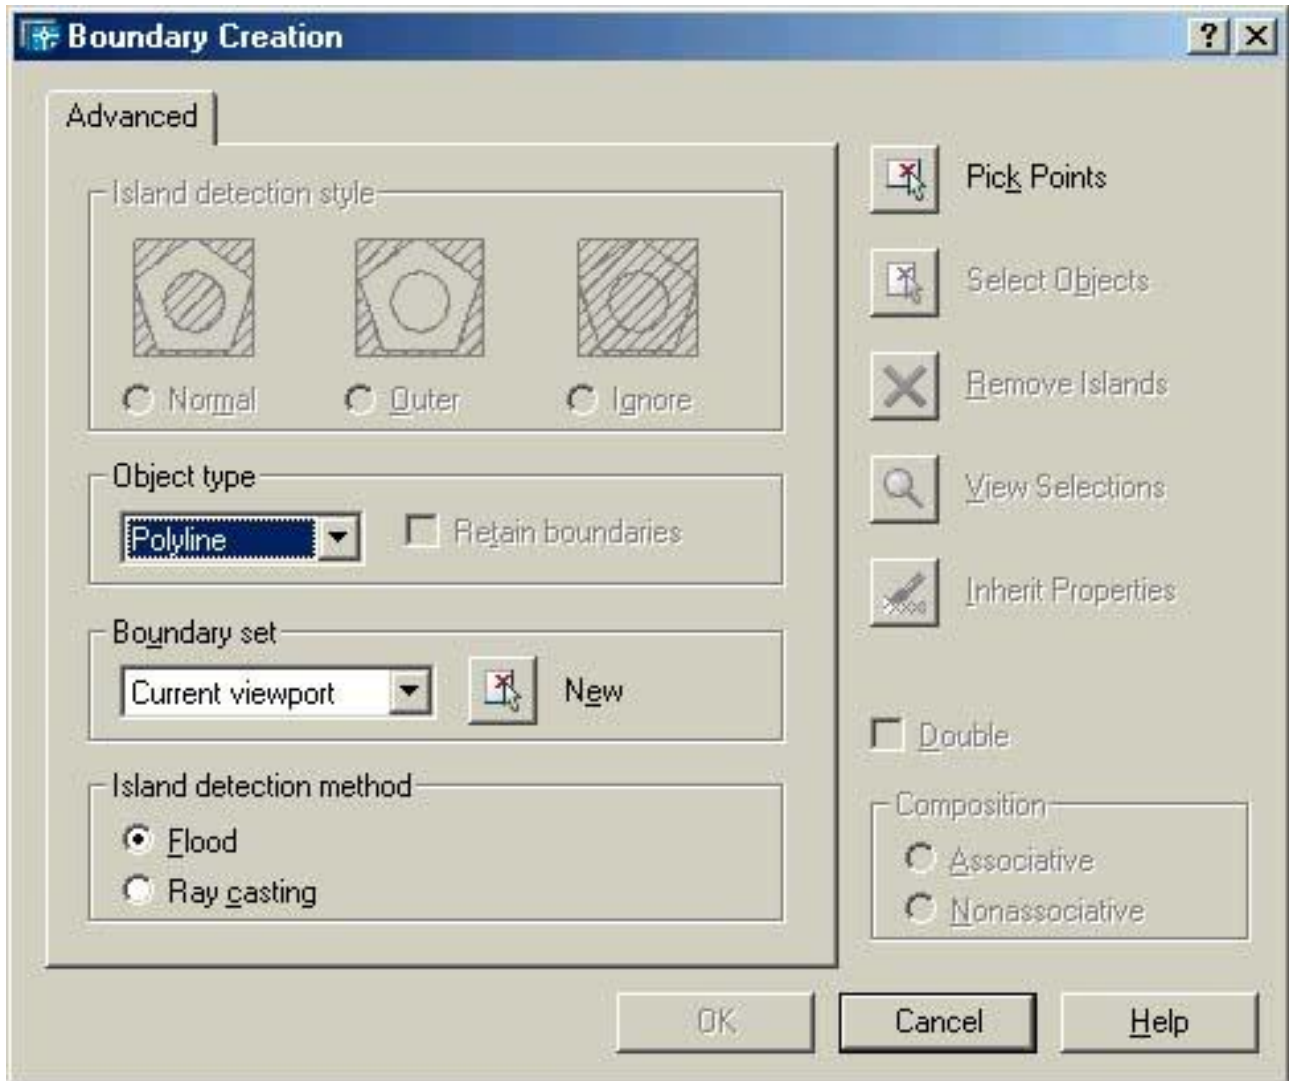 Boundary Creation
Advanced
Island detection style
Normal
Outer
Ignore
Object type
Polyline
Retain boundaries
Boundary set
Current viewport
New
Island detection method
Flood
Ray casting
Pick Points
Select Objects
Remove Islands
View Selections
Inherit Properties
Double
Composition
Associative
Nonassociative
OK
Cancel
Help